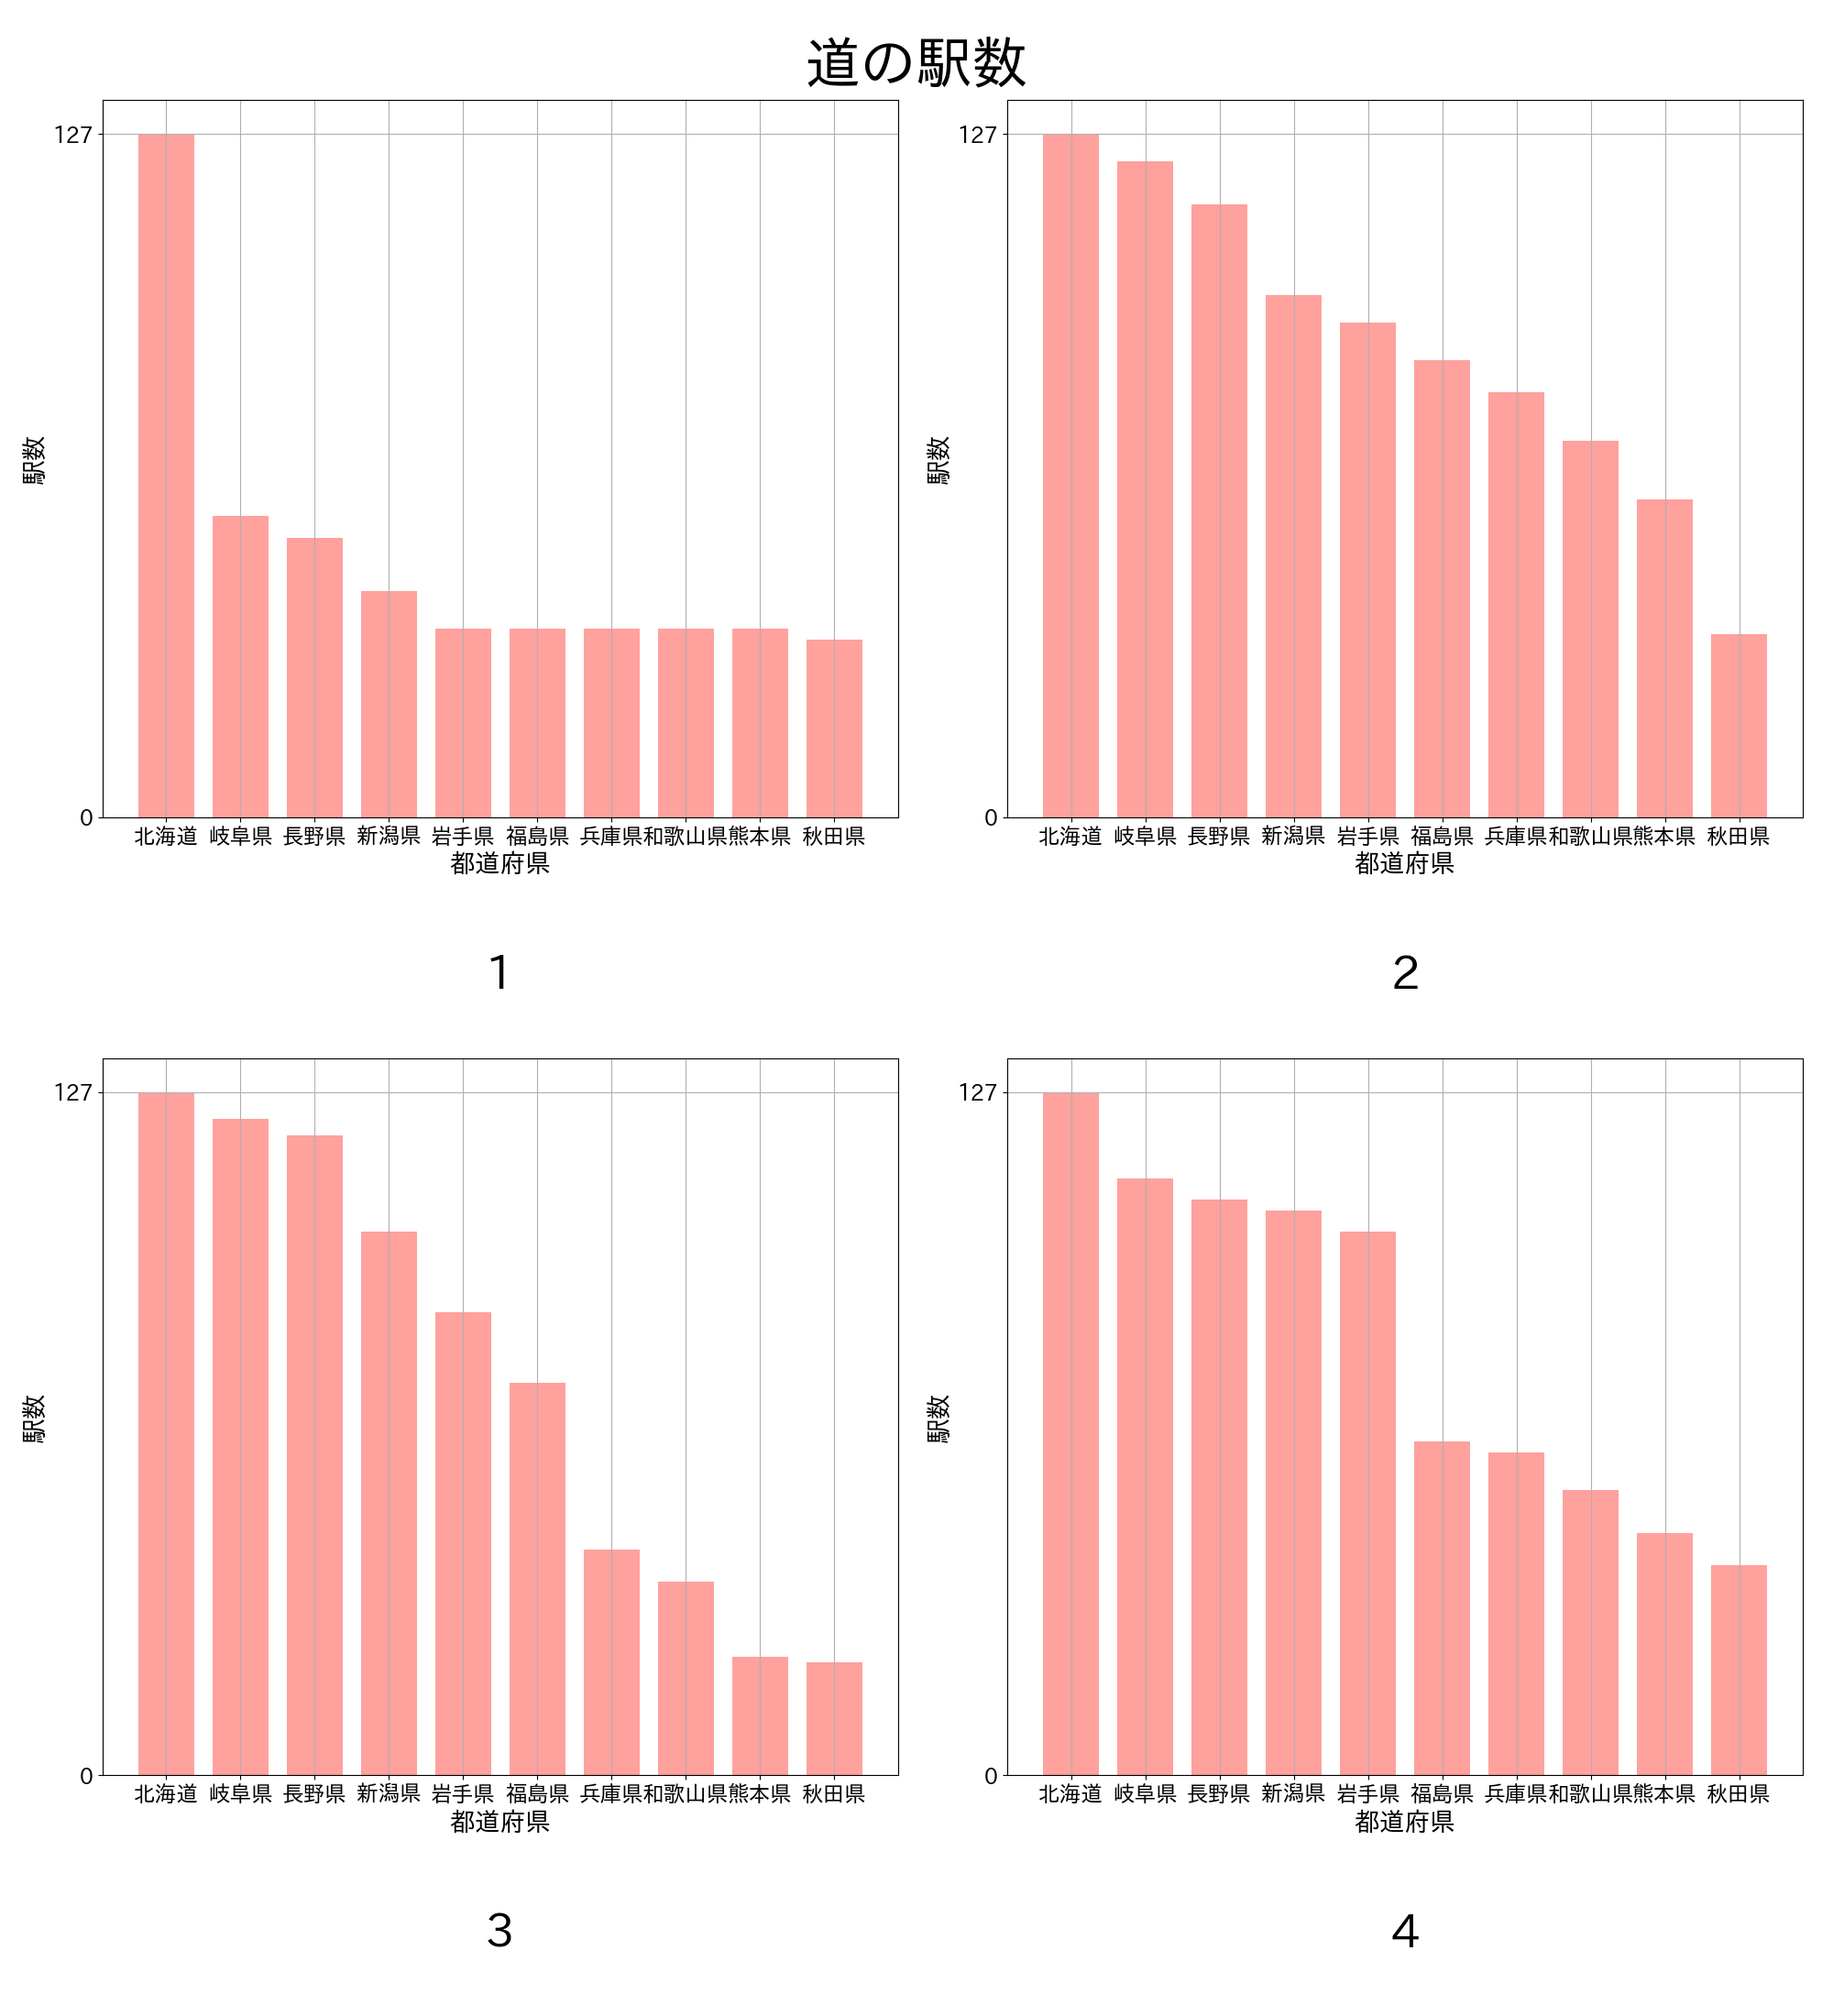 道の駅数
127
0
駅数
北海道 岐阜県 長野県 新潟県 岩手県 福島県 兵庫県 和歌山県 熊本県 秋田県
都道府県
1
127
0
駅数
北海道 岐阜県 長野県 新潟県 岩手県 福島県 兵庫県 和歌山県 熊本県 秋田県
都道府県
2
127
0
駅数
北海道 岐阜県 長野県 新潟県 岩手県 福島県 兵庫県 和歌山県 熊本県 秋田県
都道府県
3
127
0
駅数
北海道 岐阜県 長野県 新潟県 岩手県 福島県 兵庫県 和歌山県 熊本県 秋田県
都道府県
4